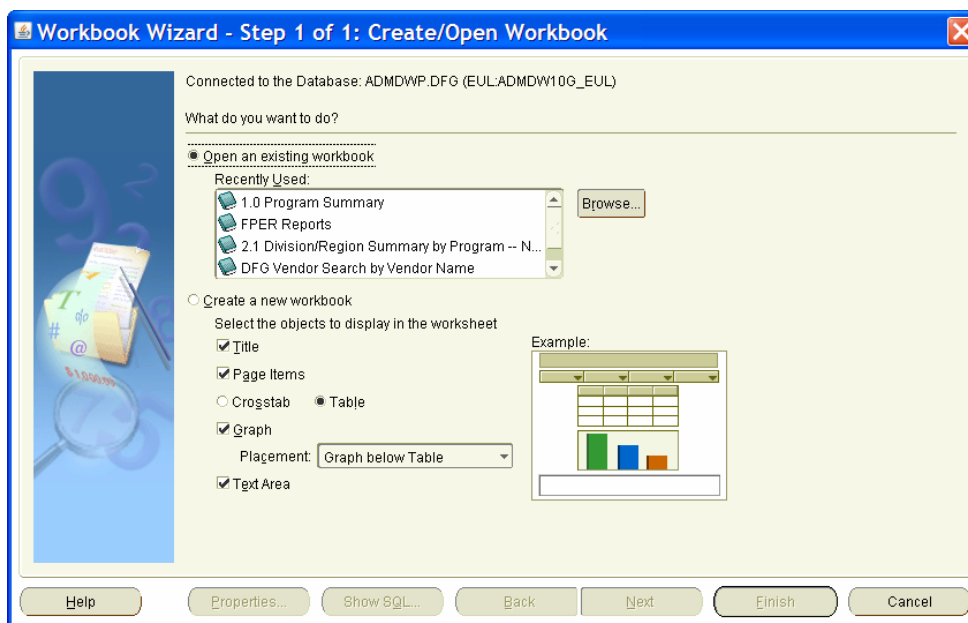 Workbook Wizard - Step 1 of 1: Create/Open Workbook
Connected to the Database: ADMDWP.DFG (EUL:ADMDW10G_EUL)
What do you want to do?
Open an existing workbook
Recently Used:
1.0 Program Summary
Browse...
FPER Reports
2.1 Division/Region Summary by Program -- N...
DFG Vendor Search by Vendor Name
Create a new workbook
Select the objects to display in the worksheet
Title
Example:
Page Items
Crosstab Table
Graph
Placement: Graph below Table
Text Area
Help Properties... Show SQL... Back Next Finish Cancel